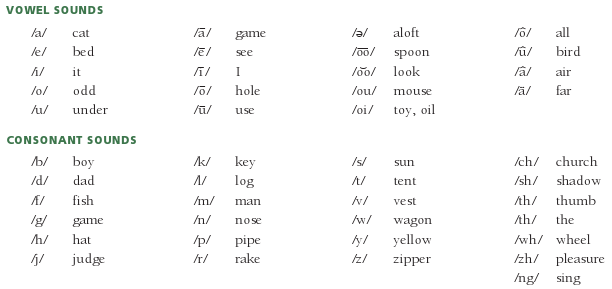 VOWEL SOUNDS
/a/ cat /ā/ game /ə/ aloft /ô/ all
/e/ bed /ē/ see /o͞o/ spoon /û/ bird
/i/ it /ī/ I /o͝o/ look /â/ air
/o/ odd /ō/ hole /ou/ mouse /ä/ far
/u/ under /ū/ use /oi/ toy, oil
CONSONANT SOUNDS
/b/ boy /k/ key /s/ sun /ch/ church
/d/ dad /l/ log /t/ tent /sh/ shadow
/f/ fish /m/ man /v/ vest /th/ thumb
/g/ game /n/ nose /w/ wagon /th/ the
/h/ hat /p/ pipe /y/ yellow /wh/ wheel
/j/ judge /r/ rake /z/ zipper /zh/ pleasure
/ng/ sing